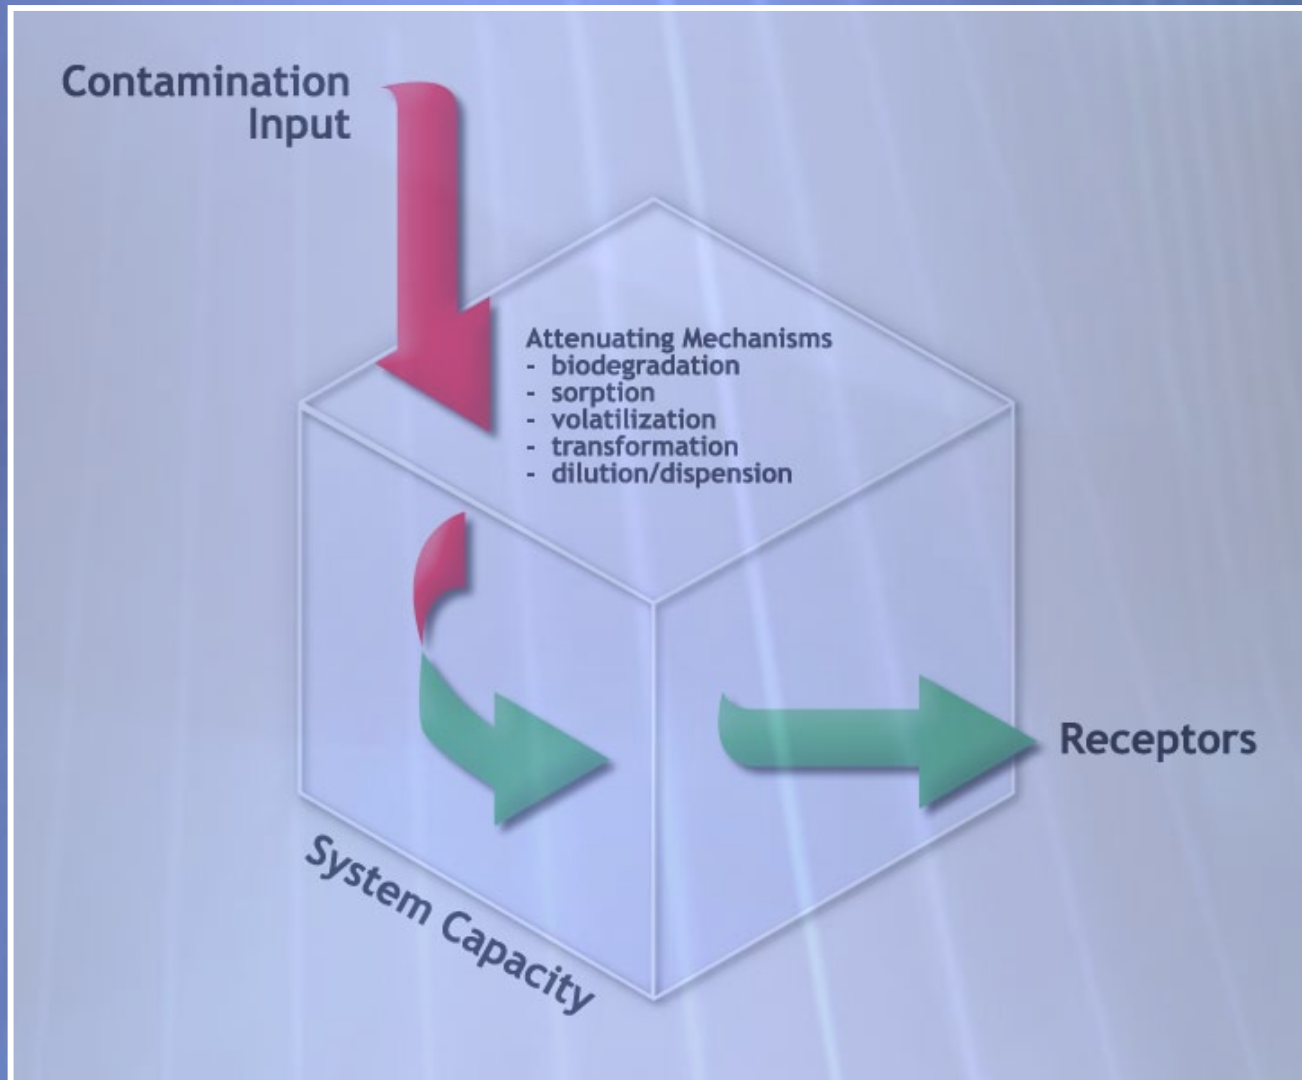 Contamination
Input
Attenuating Mechanisms
- biodegradation
- sorption
- volatilization
- transformation
- dilution/dispension
Receptors
System Capacity